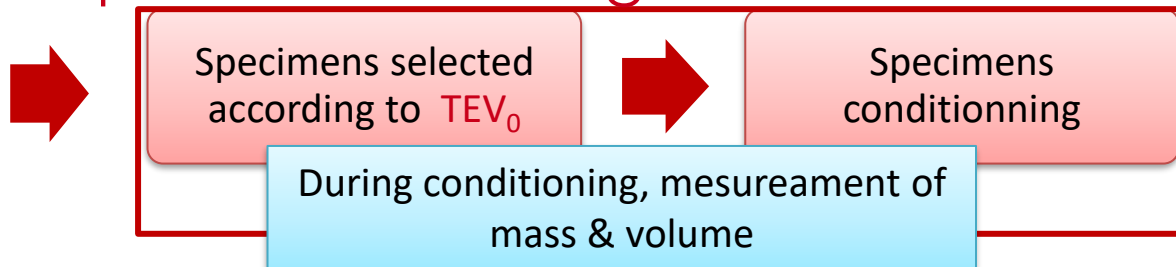 Specimens selected
according to TEV₀
Specimens
conditionning
During conditioning, mesureament of
mass & volume